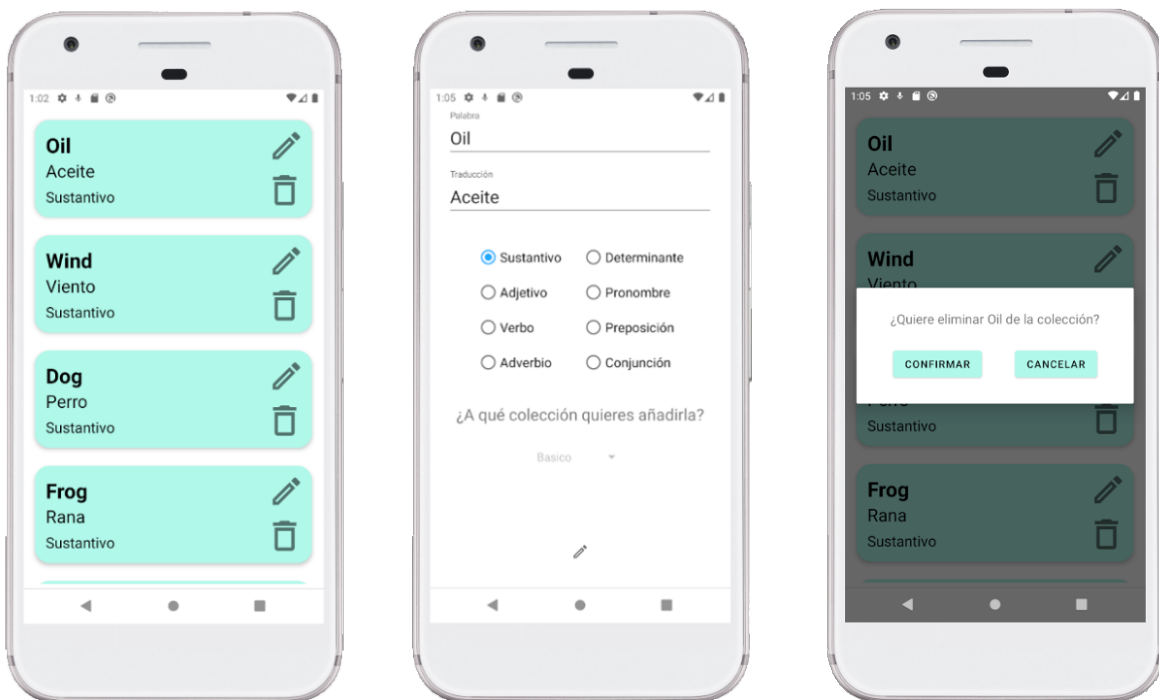 1:02
Oil
Aceite
Sustantivo
Wind
Viento
Sustantivo
Dog
Perro
Sustantivo
Frog
Rana
Sustantivo
1:05
Palabra
Oil
Traducción
Aceite
Sustantivo Determinante
Adjetivo Pronombre
Verbo Preposición
Adverbio Conjunción
¿A qué colección quieres añadirla?
Basico
1:05
Oil
Aceite
Sustantivo
Wind
Viento
¿Quiere eliminar Oil de la colección?
CONFIRMAR CANCELAR
Perro
Sustantivo
Frog
Rana
Sustantivo